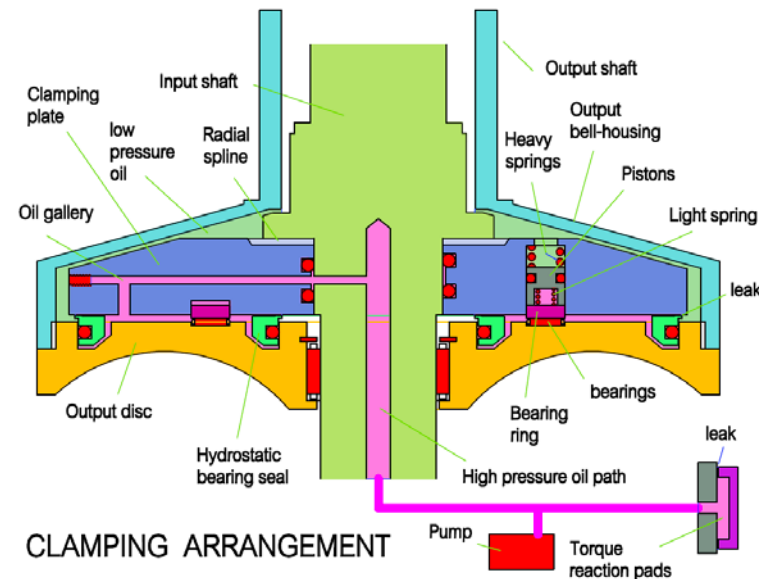 Input shaft
Output shaft
Clamping
plate
low
pressure
oil
Radial
spline
Output
bell-housing
Heavy
springs
Pistons
Oil gallery
Light spring
leak
Output disc
bearings
Bearing
ring
Hydrostatic
bearing seal
High pressure oil path
leak
CLAMPING ARRANGEMENT
Pump
Torque
reaction pads